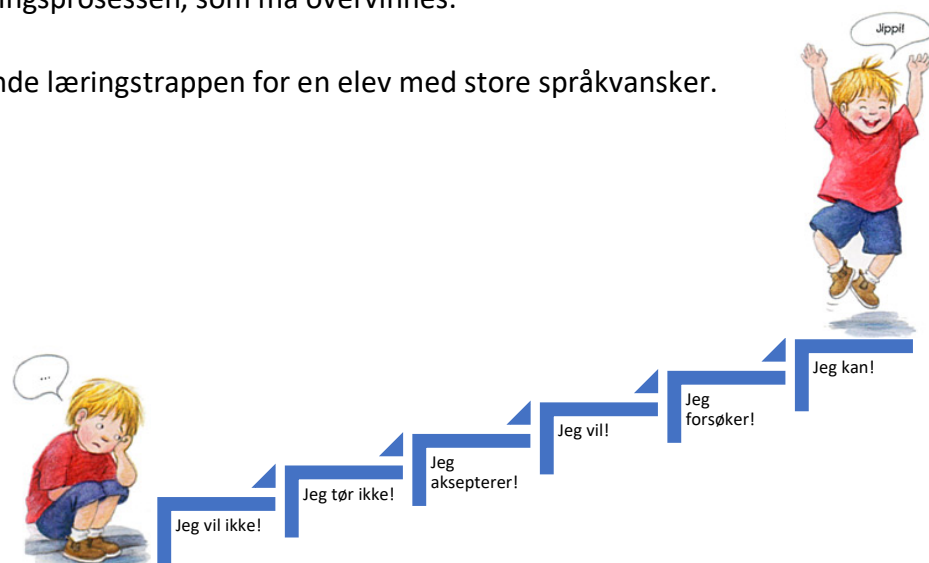 ingsprosessen, som må overvinnes.
nde læringstrappen for en elev med store språkvansker.
Jippi!
...
Jeg kan!
Jeg
forsøker!
Jeg vil!
Jeg
aksepterer!
Jeg tør ikke!
Jeg vil ikke!